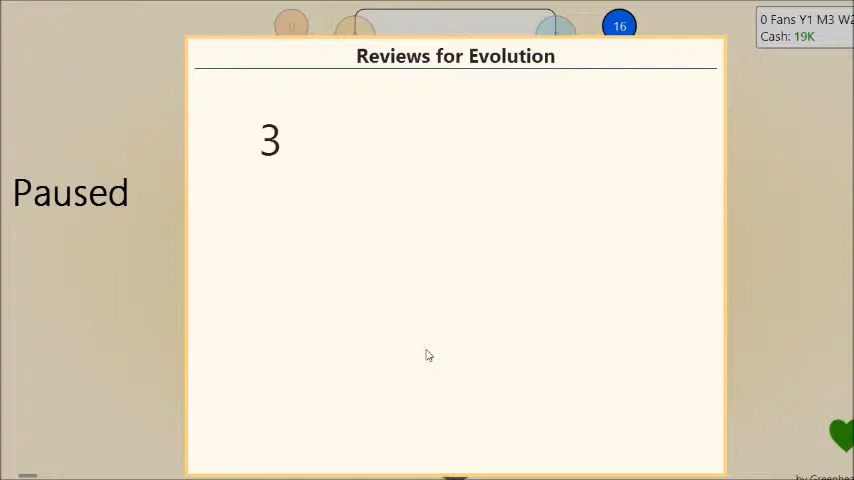 16
0 Fans Y1 M3 W2
Cash: 19K
Reviews for Evolution
3
Paused